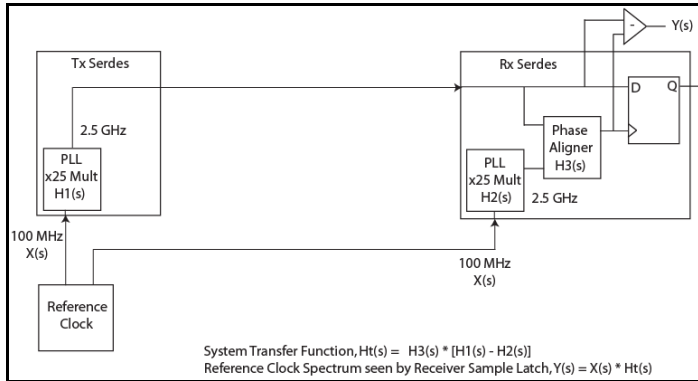 Y(s)
Tx Serdes
Rx Serdes
2.5 GHz
D
Q
PLL
x25 Mult
H1(s)
Phase
Aligner
H3(s)
PLL
x25 Mult
H2(s)
2.5 GHz
100 MHz
X(s)
100 MHz
X(s)
Reference
Clock
System Transfer Function, Ht(s) = H3(s) * [H1(s) - H2(s)]
Reference Clock Spectrum seen by Receiver Sample Latch, Y(s) = X(s) * Ht(s)